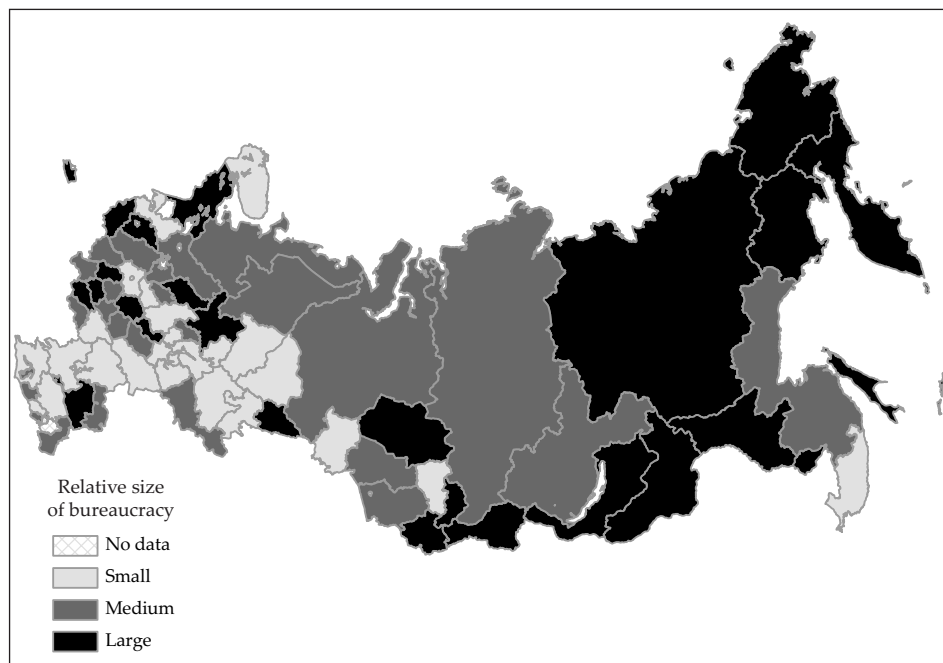 Relative size
of bureaucracy
No data
Small
Medium
Large